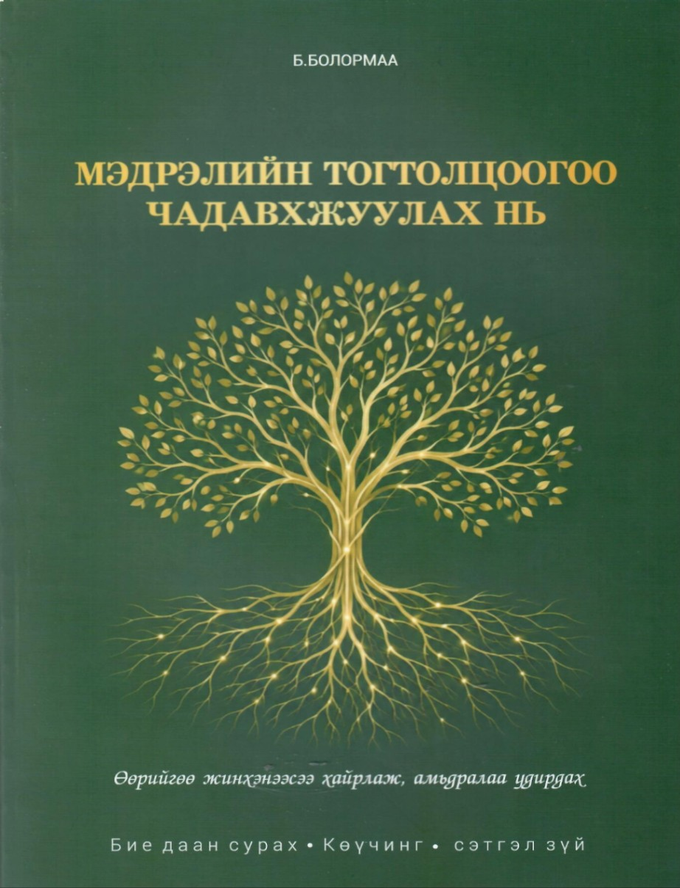 Б.БОЛОРМАА
МЭДРЭЛИЙН ТОГТОЛЦООГОО
ЧАДАВХЖУУЛАХ НЬ
Өөрийгөө жинхэнээсээ хайрлаж, амьдралаа удирдах
Бие даан сурах • Көүчинг • сэтгэл зүй